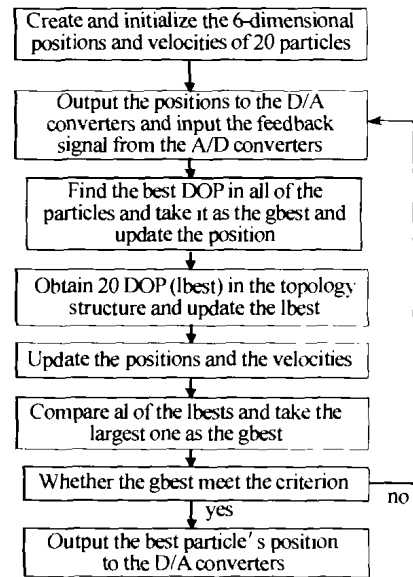 Create and initialize the 6-dimensional
positions and velocities of 20 particles
Output the positions to the D/A
converters and input the feedback
signal from the A/D converters
Find the best DOP in all of the
particles and take it as the gbest and
update the position
Obtain 20 DOP (lbest) in the topology
structure and update the lbest
Update the positions and the velocities
Compare al of the lbests and take the
largest one as the gbest
Whether the gbest meet the criterion
no
yes
Output the best particle's position
to the D/A converters